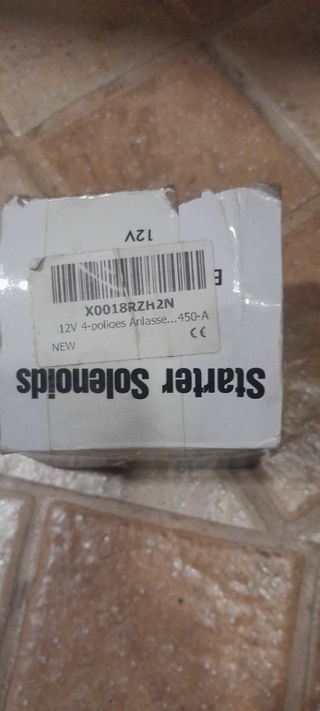 12V
E
X0018RZH2N
12V 4-poliges Anlasse...450-A
NEW
CE
Starter Solenoids